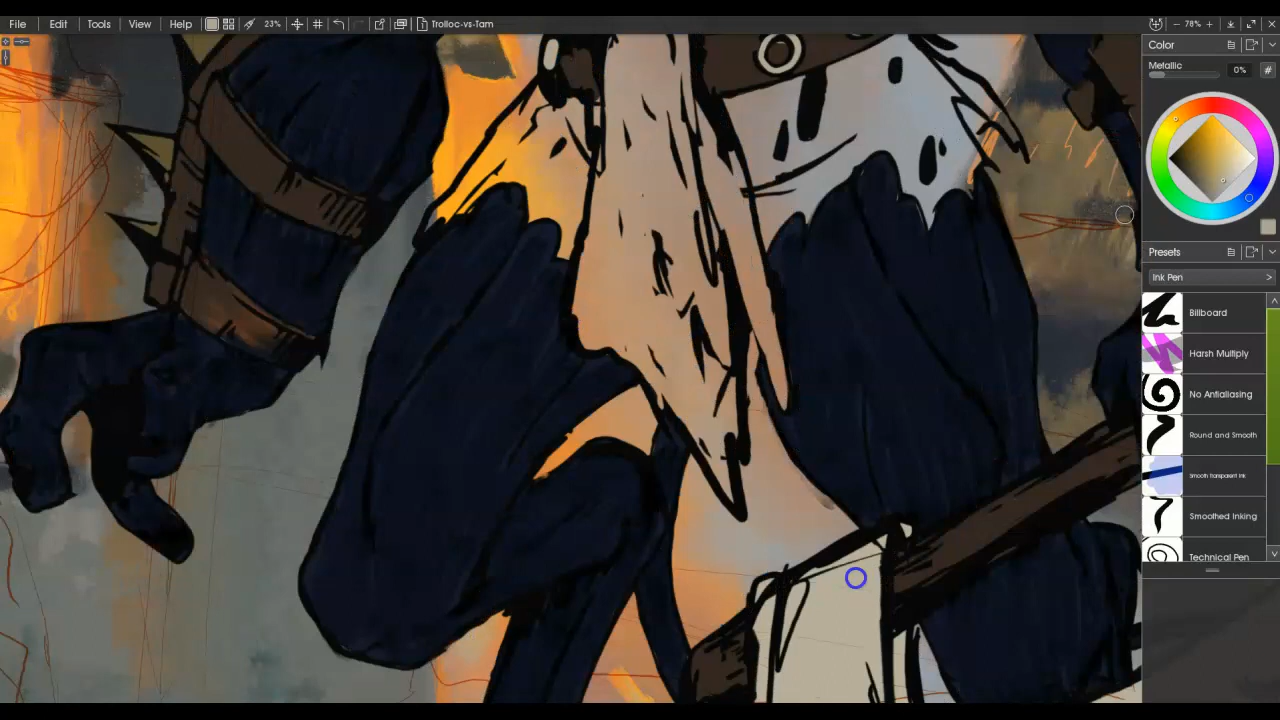 File Edit Tools View Help 23% Trolloc-vs-Tam − 78% +
Color
Metallic
0% #
Presets
Ink Pen >
Billboard
Harsh Multiply
No Antialiasing
Round and Smooth
Smooth Transparent Ink
Smoothed Inking
Technical Pen